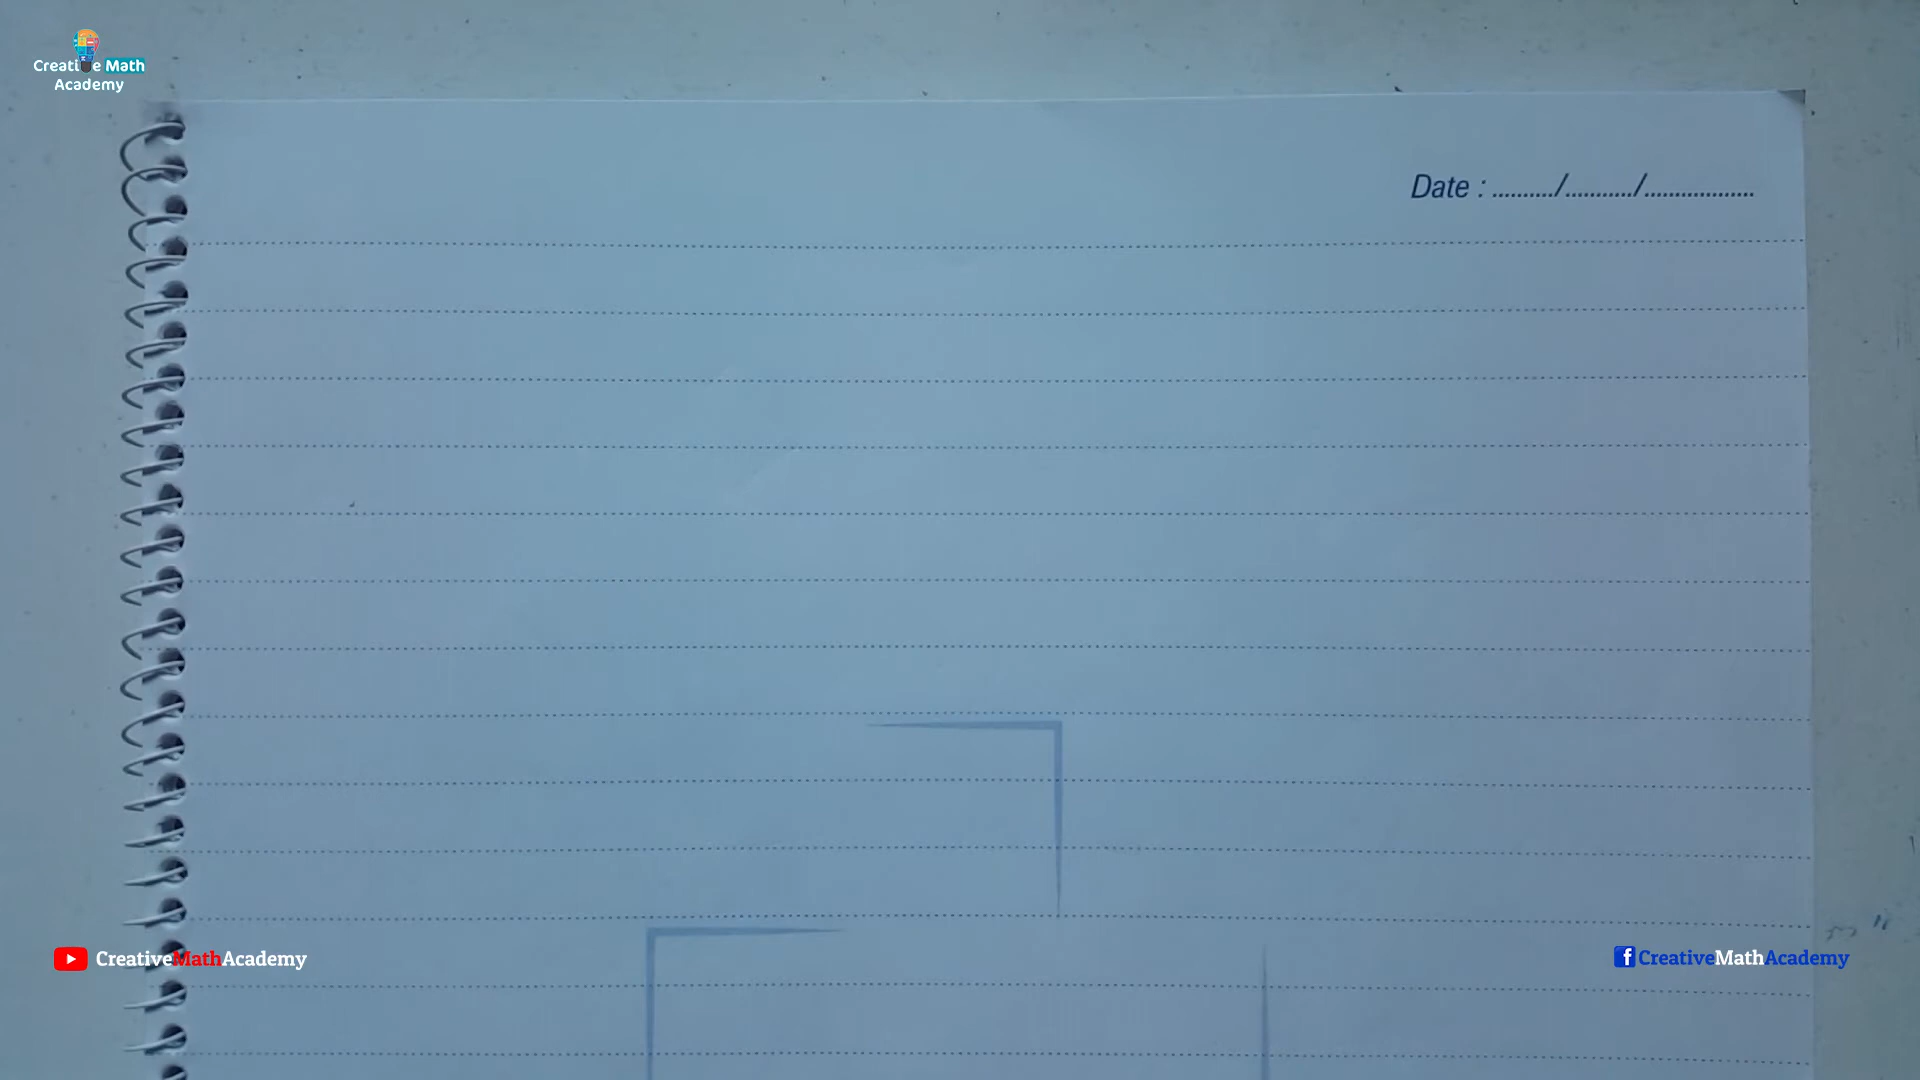 Creative Math
Academy
Date : ........../.........../..................
CreativeMathAcademy
CreativeMathAcademy